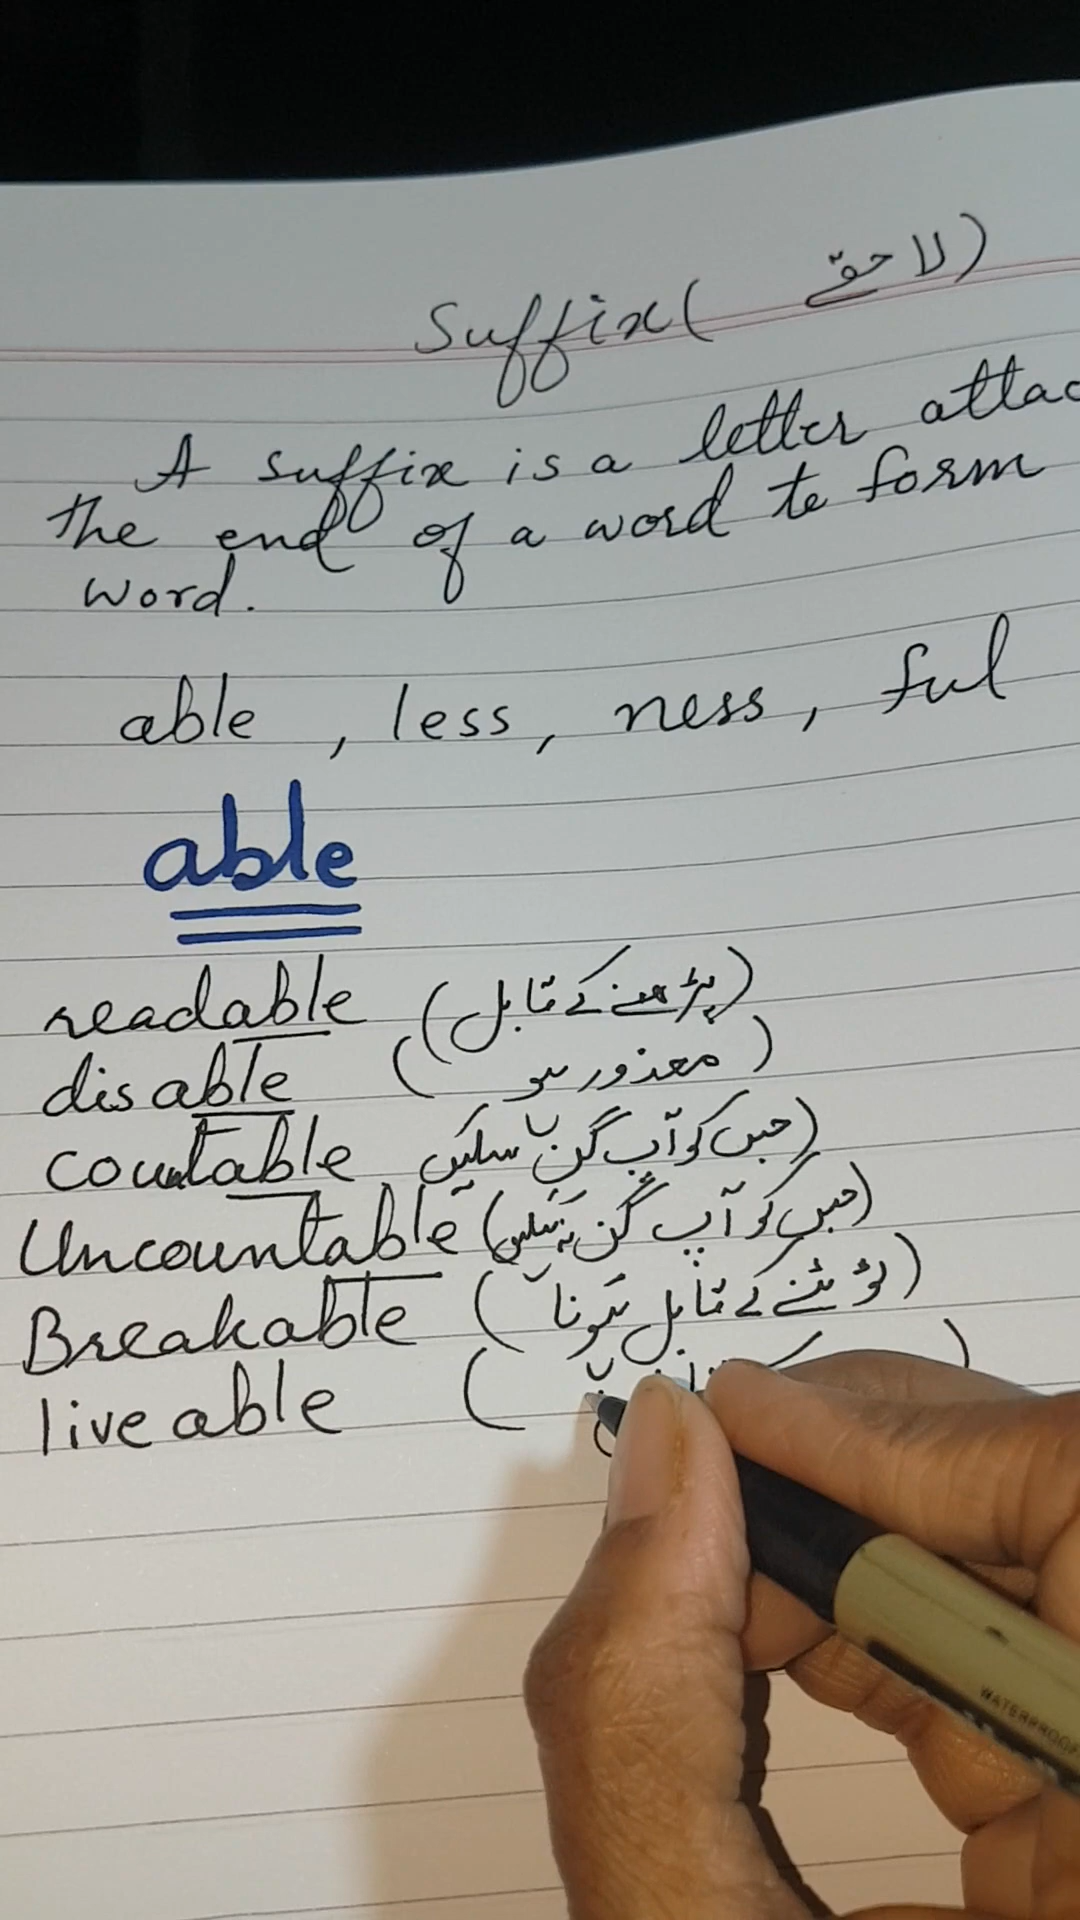 Suffix( لاحقے)
A suffix is a letter attac
the end of a word to form
word.
able , less, ness, ful
able
readable (پڑھنے کے قابل)
disable ( معذور ہو )
countable (جس کو آپ گن سکیں)
Uncountable (جس کو آپ گن نہ سکیں)
Breakable (ٹوٹنے کے قابل ہونا)
liveable (
WATERPROOF